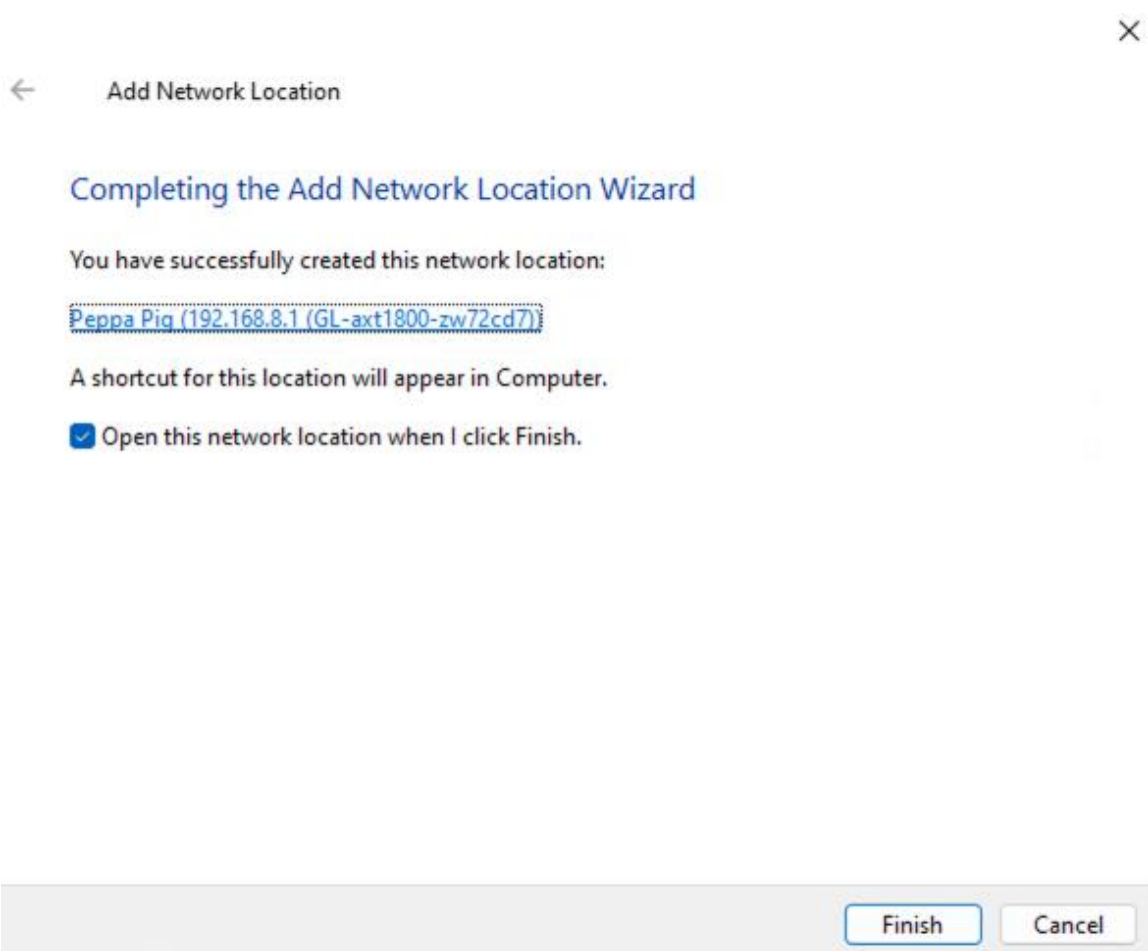 Add Network Location
Completing the Add Network Location Wizard
You have successfully created this network location:
Peppa Pig (192.168.8.1 (GL-axt1800-zw72cd7))
A shortcut for this location will appear in Computer.
Open this network location when I click Finish.
Finish
Cancel